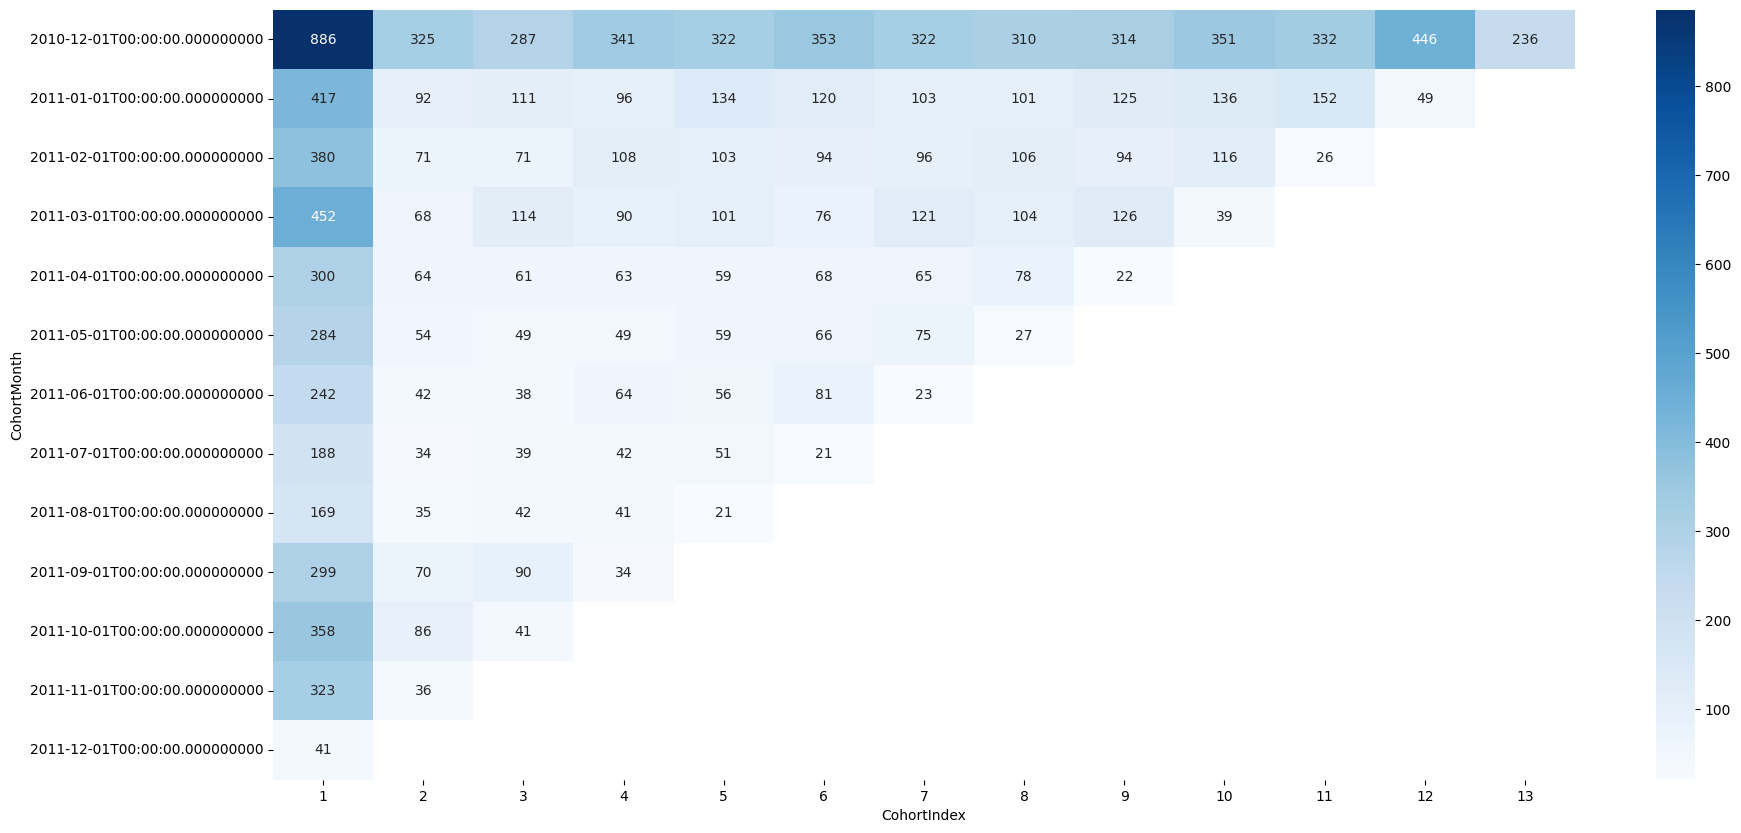 2010-12-01T00:00:00.000000000 886 325 287 341 322 353 322 310 314 351 332 446 236
2011-01-01T00:00:00.000000000 417 92 111 96 134 120 103 101 125 136 152 49
2011-02-01T00:00:00.000000000 380 71 71 108 103 94 96 106 94 116 26
2011-03-01T00:00:00.000000000 452 68 114 90 101 76 121 104 126 39
2011-04-01T00:00:00.000000000 300 64 61 63 59 68 65 78 22
2011-05-01T00:00:00.000000000 284 54 49 49 59 66 75 27
2011-06-01T00:00:00.000000000 242 42 38 64 56 81 23
2011-07-01T00:00:00.000000000 188 34 39 42 51 21
2011-08-01T00:00:00.000000000 169 35 42 41 21
2011-09-01T00:00:00.000000000 299 70 90 34
2011-10-01T00:00:00.000000000 358 86 41
2011-11-01T00:00:00.000000000 323 36
2011-12-01T00:00:00.000000000 41
1 2 3 4 5 6 7 8 9 10 11 12 13
CohortIndex
CohortMonth
800
700
600
500
400
300
200
100